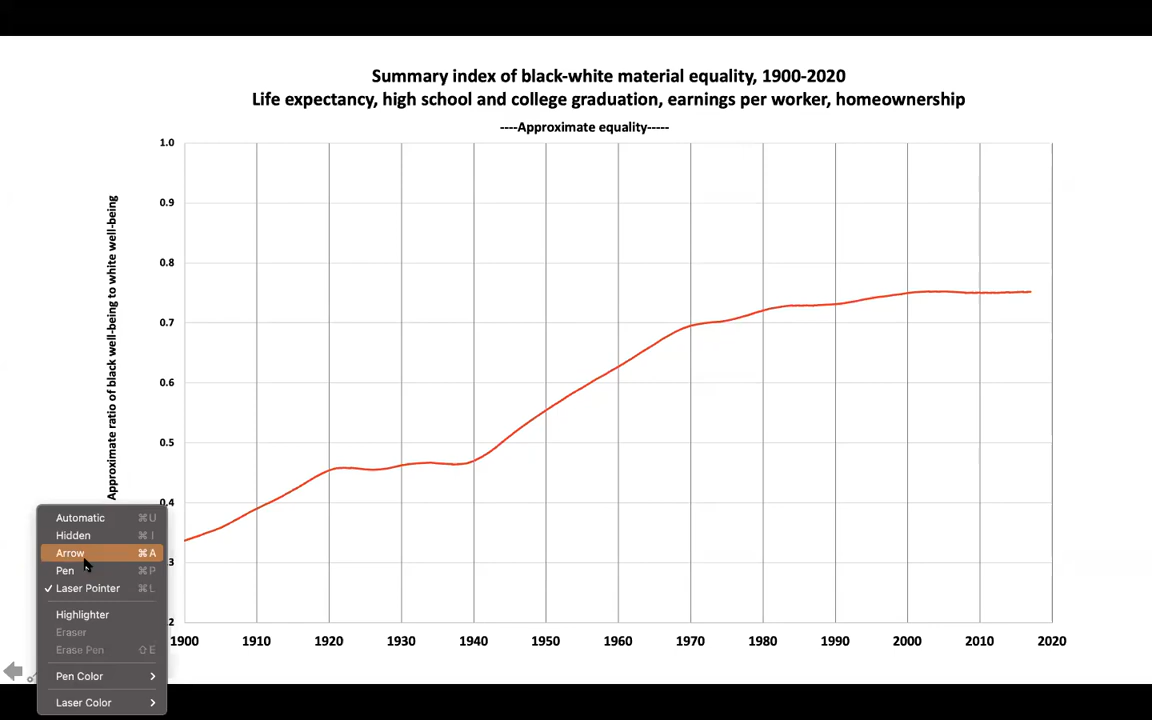 Summary index of black-white material equality, 1900-2020
Life expectancy, high school and college graduation, earnings per worker, homeownership
----Approximate equality-----
Approximate ratio of black well-being to white well-being
1.0
0.9
0.8
0.7
0.6
0.5
0.4
3
2
1900 1910 1920 1930 1940 1950 1960 1970 1980 1990 2000 2010 2020
Automatic ⌘U
Hidden ⌘I
Arrow ⌘A
Pen ⌘P
✓ Laser Pointer ⌘L
Highlighter
Eraser
Erase Pen ⇧E
Pen Color >
Laser Color >